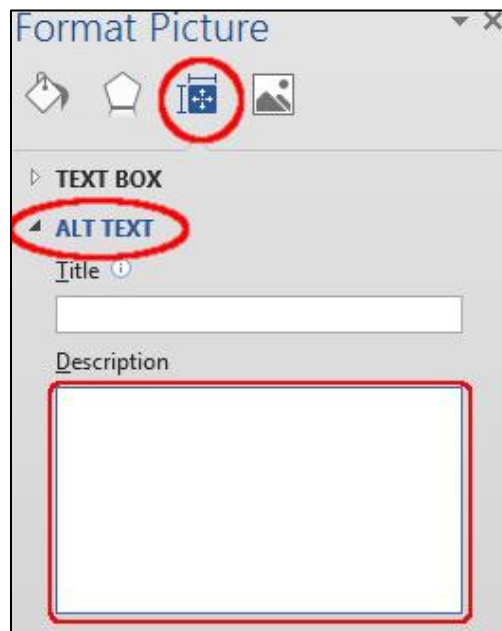 Format Picture
TEXT BOX
ALT TEXT
Title
Description